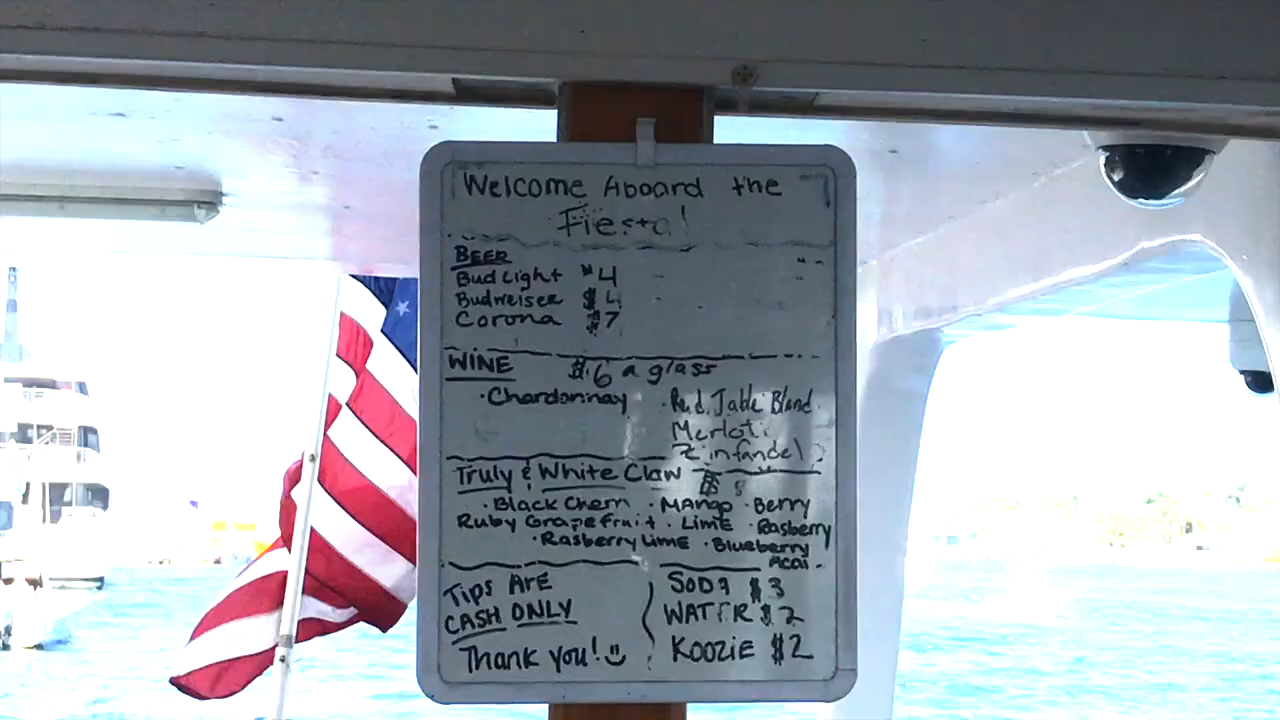 Welcome Aboard the
Fiesta!
BEER
Bud Light $4
Budweiser $4
Corona $7
WINE $6 a glass
·Chardonnay ·Red Table Blend
Merlot
Zinfandel
Truly & White Claw $8
·Black Cherry ·Mango ·Berry
Ruby Grapefruit ·Lime ·Rasberry
·Rasberry Lime ·Blueberry
Acai
Tips Are
CASH ONLY
Thank you!
SODA $3
WATER $2
KOOZIE $2